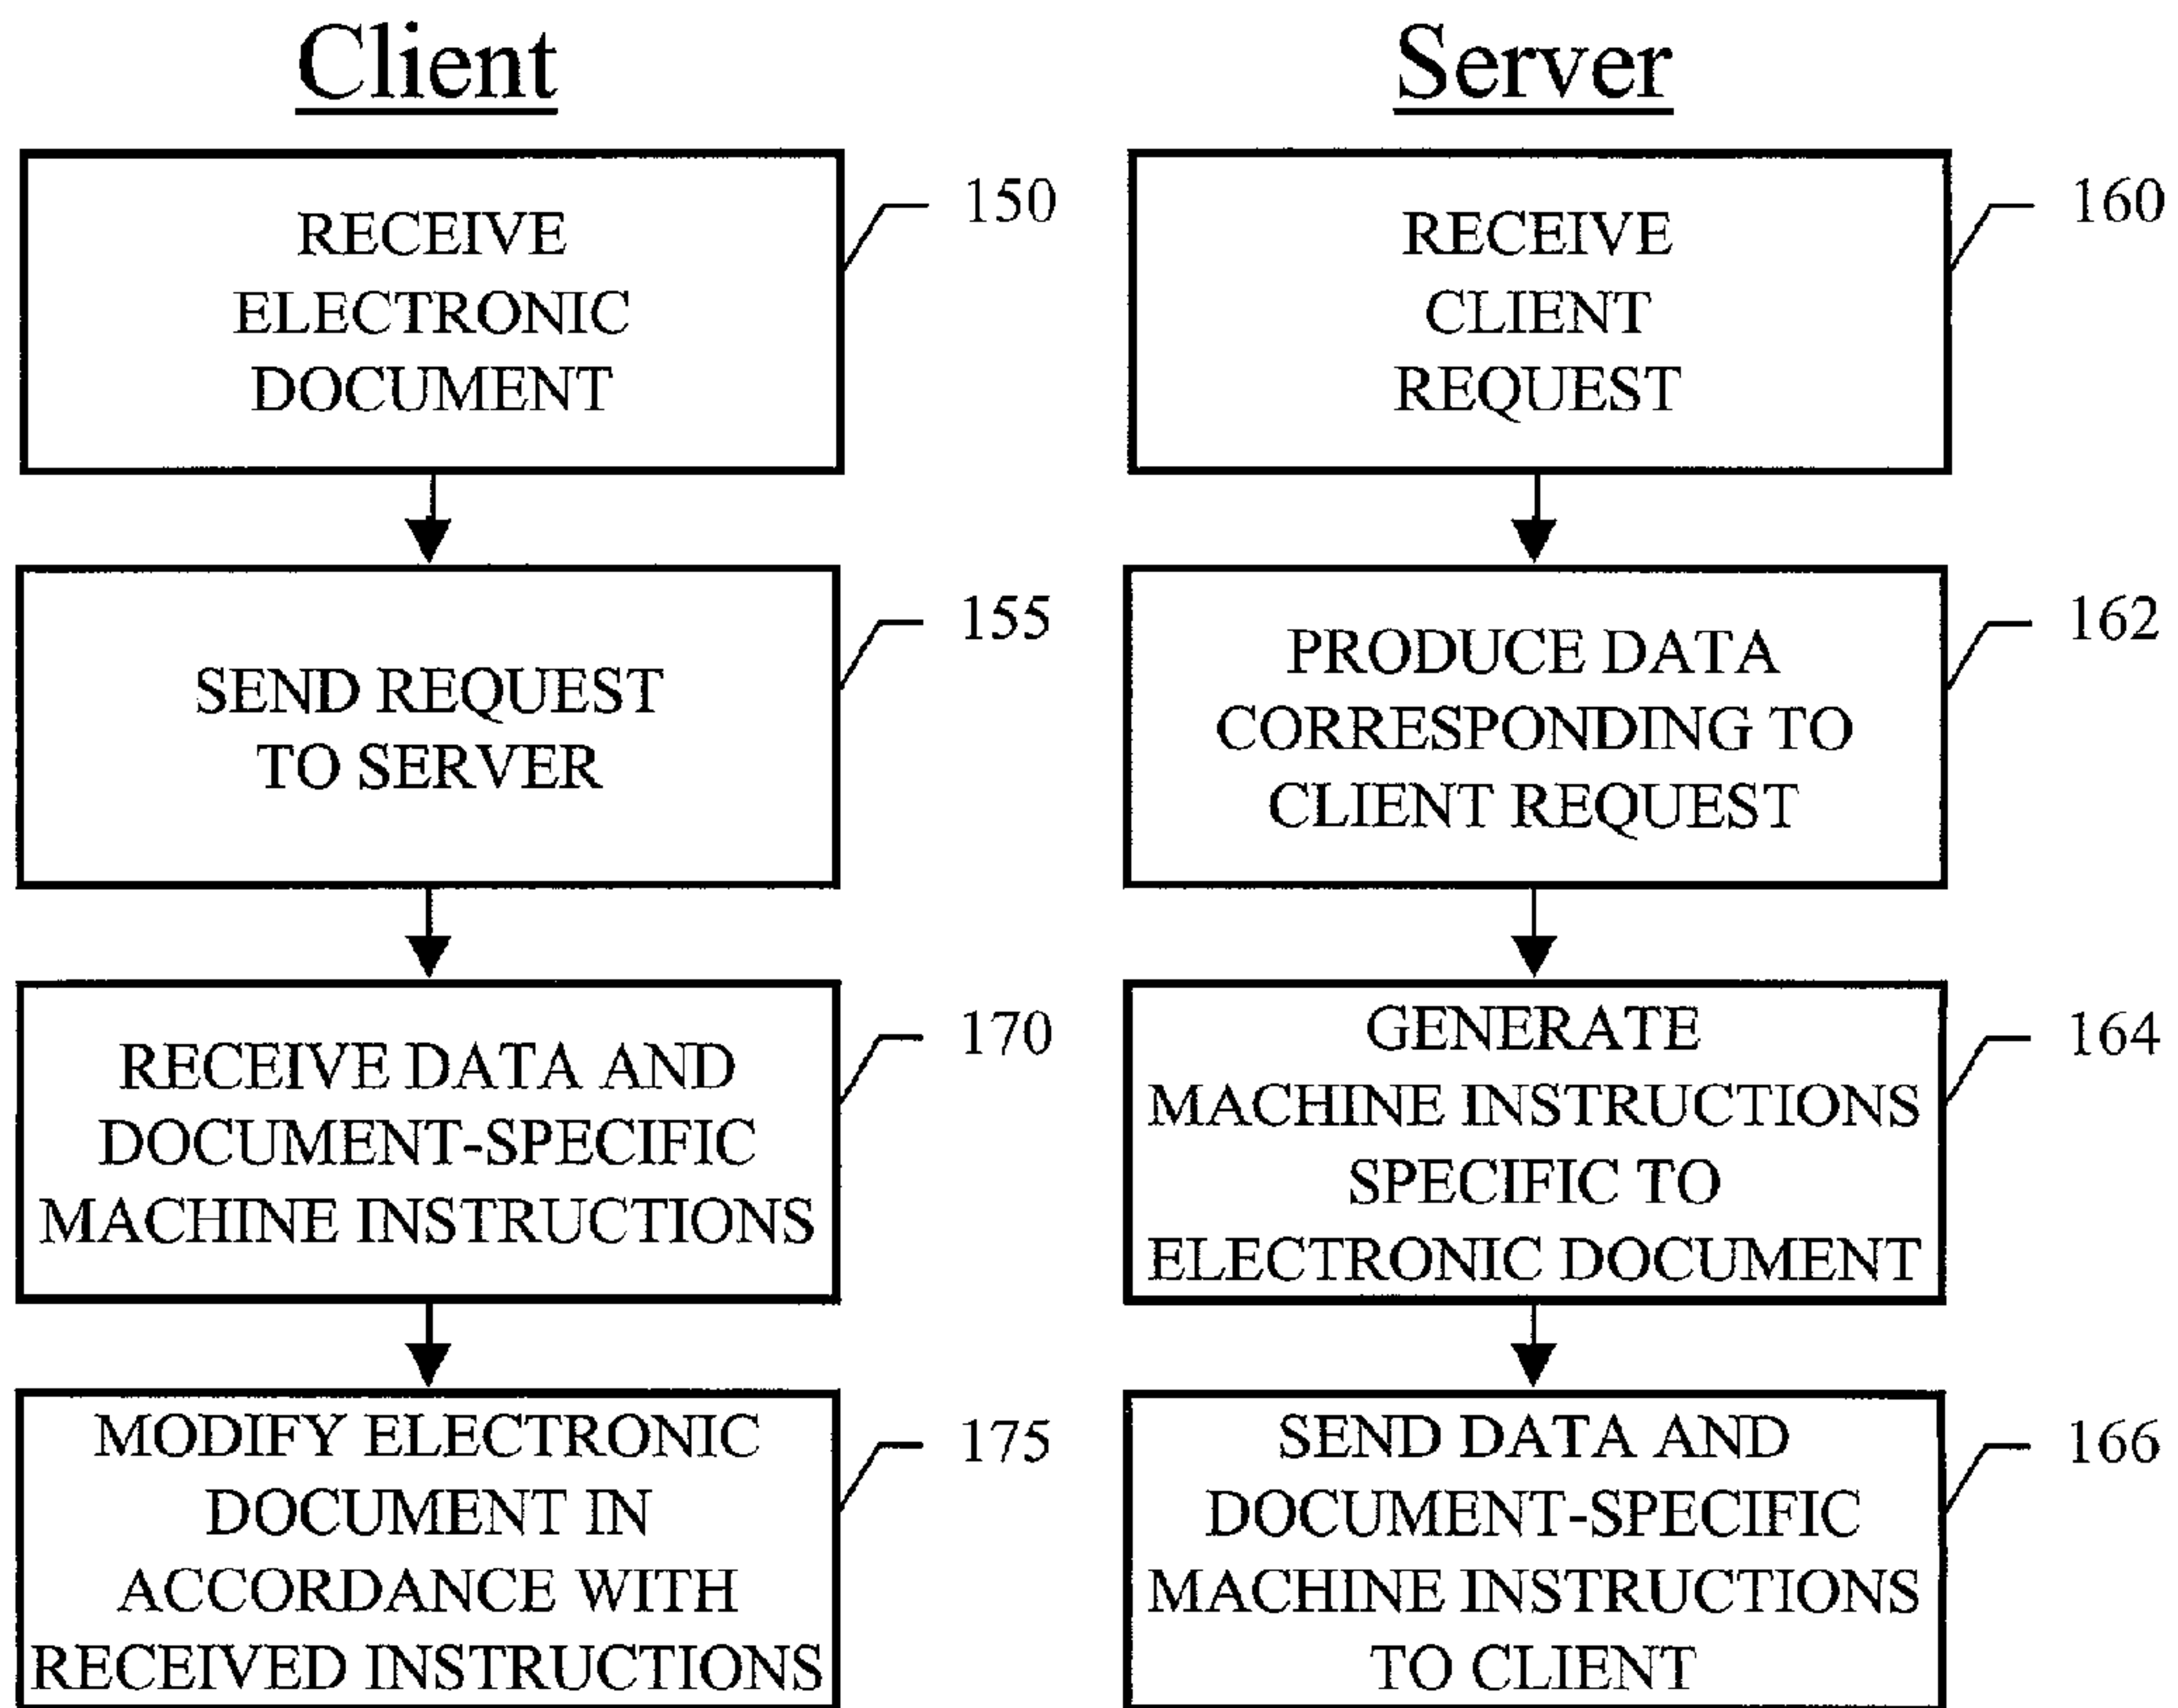 Client
RECEIVE
ELECTRONIC
DOCUMENT
150
SEND REQUEST
TO SERVER
155
RECEIVE DATA AND
DOCUMENT-SPECIFIC
MACHINE INSTRUCTIONS
170
MODIFY ELECTRONIC
DOCUMENT IN
ACCORDANCE WITH
RECEIVED INSTRUCTIONS
175
Server
RECEIVE
CLIENT
REQUEST
160
PRODUCE DATA
CORRESPONDING TO
CLIENT REQUEST
162
GENERATE
MACHINE INSTRUCTIONS
SPECIFIC TO
ELECTRONIC DOCUMENT
164
SEND DATA AND
DOCUMENT-SPECIFIC
MACHINE INSTRUCTIONS
TO CLIENT
166